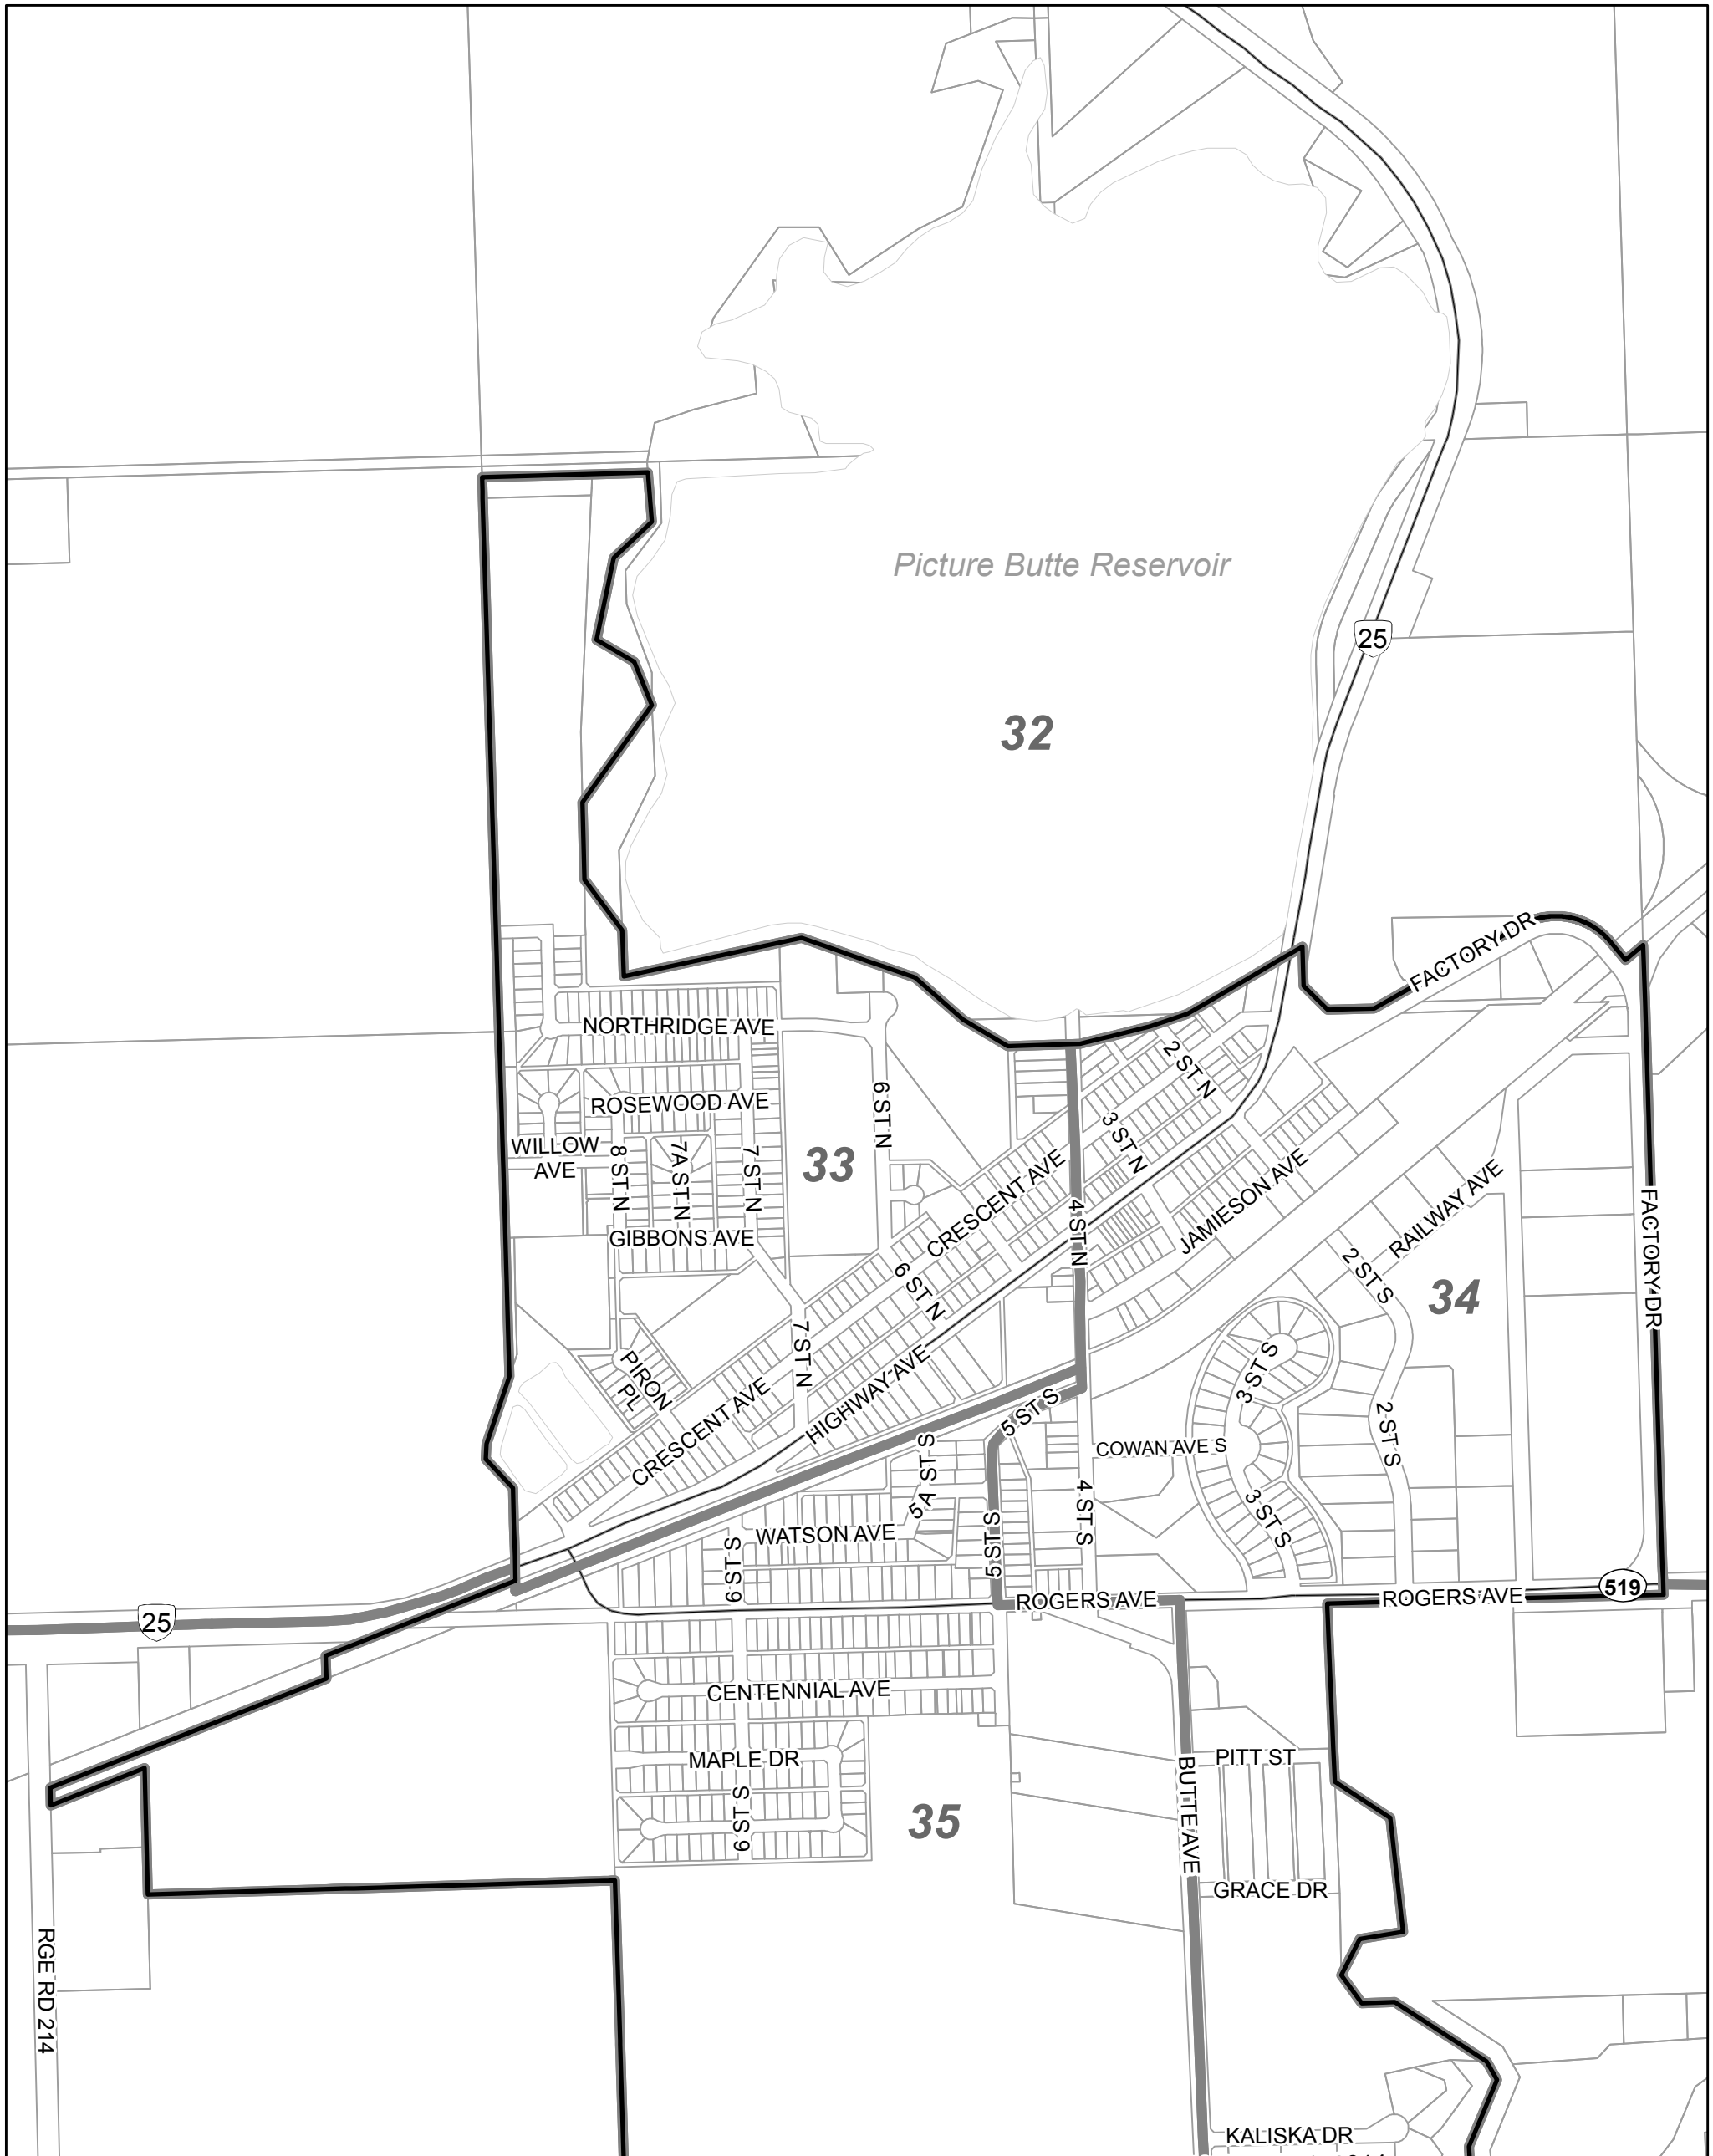 Picture Butte Reservoir
25
32
FACTORY DR
NORTHRIDGE AVE
2 ST N
ROSEWOOD AVE
6 ST N
3 ST N
WILLOW
AVE
8 ST N
7A ST N
7 ST N
33
CRESCENT AVE
4 ST N
JAMIESON AVE
RAILWAY AVE
FACTORY DR
GIBBONS AVE
6 ST N
2 ST S
34
7 ST N
PIRON
PL
HIGHWAY AVE
CRESCENT AVE
3 ST S
5 ST S
2 ST S
COWAN AVE S
5 A ST S
4 ST S
3 ST S
WATSON AVE
5 ST S
6 ST S
ROGERS AVE
ROGERS AVE
519
25
CENTENNIAL AVE
MAPLE DR
PITT ST
6 ST S
35
BUTTE AVE
GRACE DR
RGE RD 214
KALISKA DR